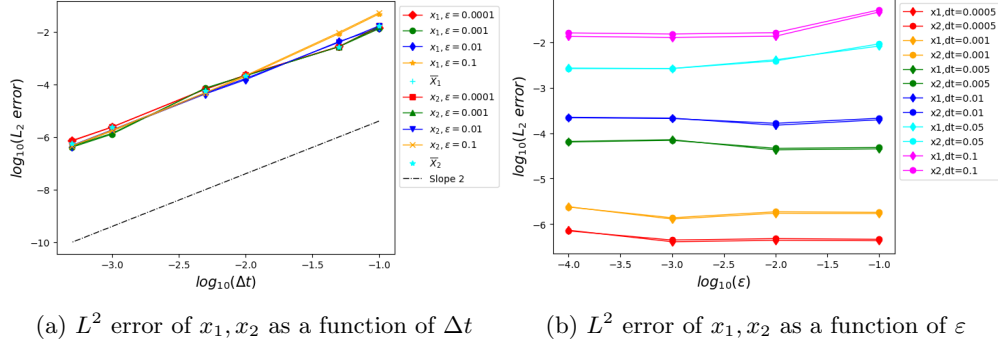 −2
−4
−6
−8
−10
log₁₀(L₂ error)
−3.0 −2.5 −2.0 −1.5 −1.0
log₁₀(Δt)
x₁, ε = 0.0001
x₁, ε = 0.001
x₁, ε = 0.01
x₁, ε = 0.1
X̅₁
x₂, ε = 0.0001
x₂, ε = 0.001
x₂, ε = 0.01
x₂, ε = 0.1
X̅₂
Slope 2
−2
−3
−4
−5
−6
log₁₀(L₂ error)
−4.0 −3.5 −3.0 −2.5 −2.0 −1.5 −1.0
log₁₀(ε)
x1,dt=0.0005
x2,dt=0.0005
x1,dt=0.001
x2,dt=0.001
x1,dt=0.005
x2,dt=0.005
x1,dt=0.01
x2,dt=0.01
x1,dt=0.05
x2,dt=0.05
x1,dt=0.1
x2,dt=0.1
(a) L² error of x₁, x₂ as a function of Δt
(b) L² error of x₁, x₂ as a function of ε